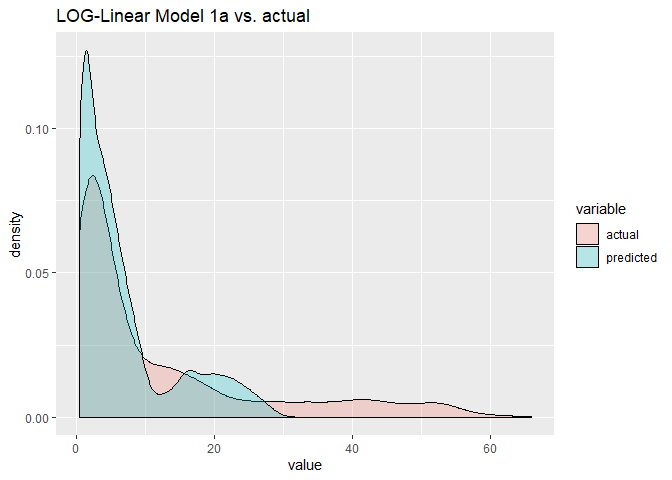 LOG-Linear Model 1a vs. actual
0.10
0.05
0.00
density
0 20 40 60
value
variable
actual
predicted